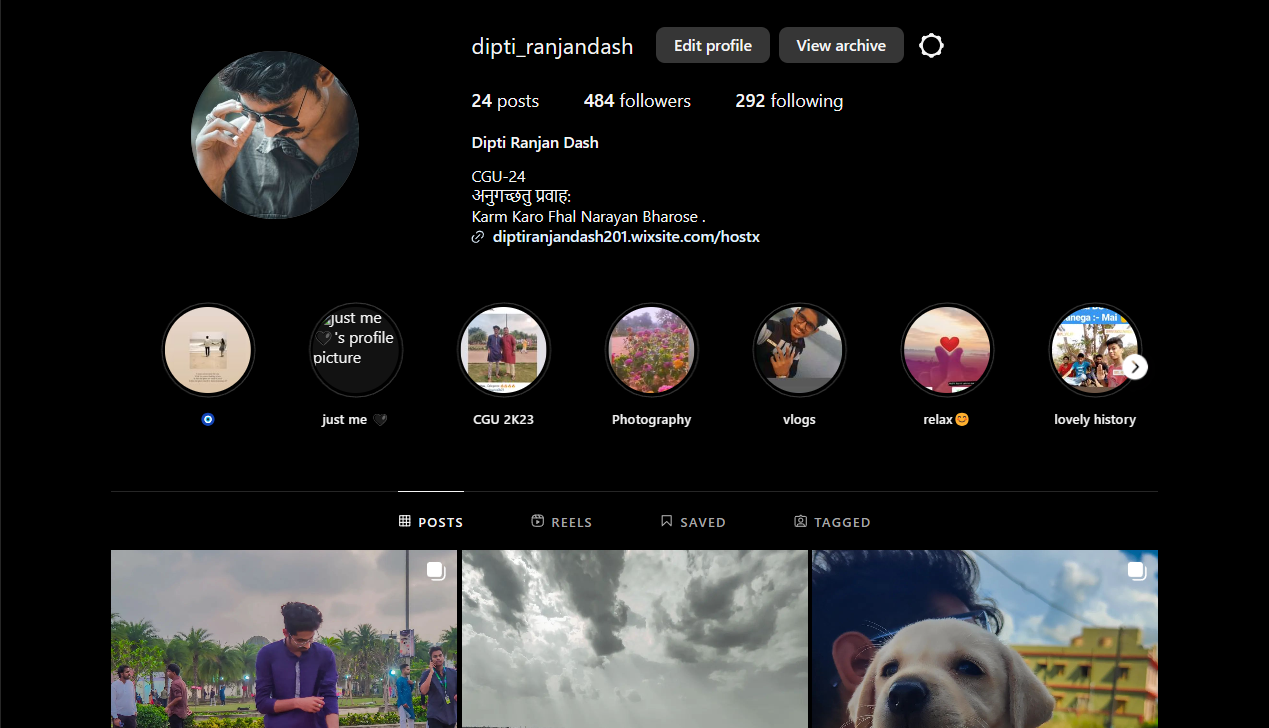 dipti_ranjandash Edit profile View archive
24 posts 484 followers 292 following
Dipti Ranjan Dash
CGU-24
अनुगच्छतु प्रवाह:
Karm Karo Fhal Narayan Bharose .
diptiranjandash201.wixsite.com/hostx
just me
🖤's profile
picture
anega :- Mai
just me 🖤 CGU 2K23 Photography vlogs relax😊 lovely history
POSTS REELS SAVED TAGGED